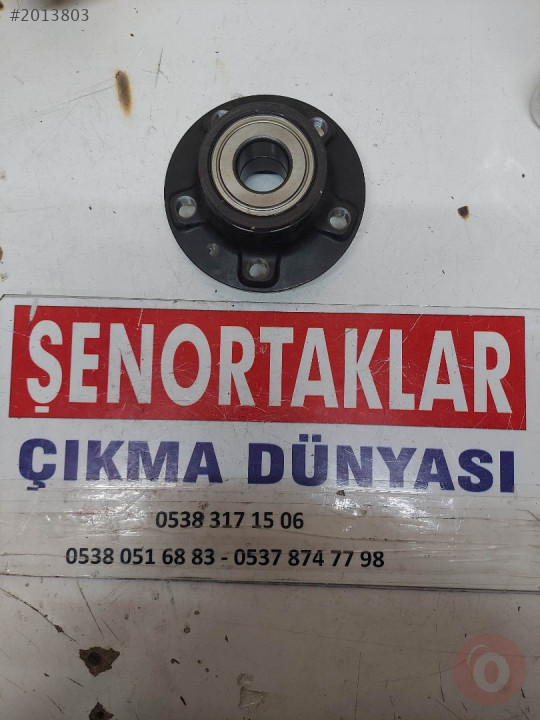 #2013803
ŞENORTAKLAR
ÇIKMA DÜNYASI
0538 317 15 06
0538 051 68 83 - 0537 874 77 98